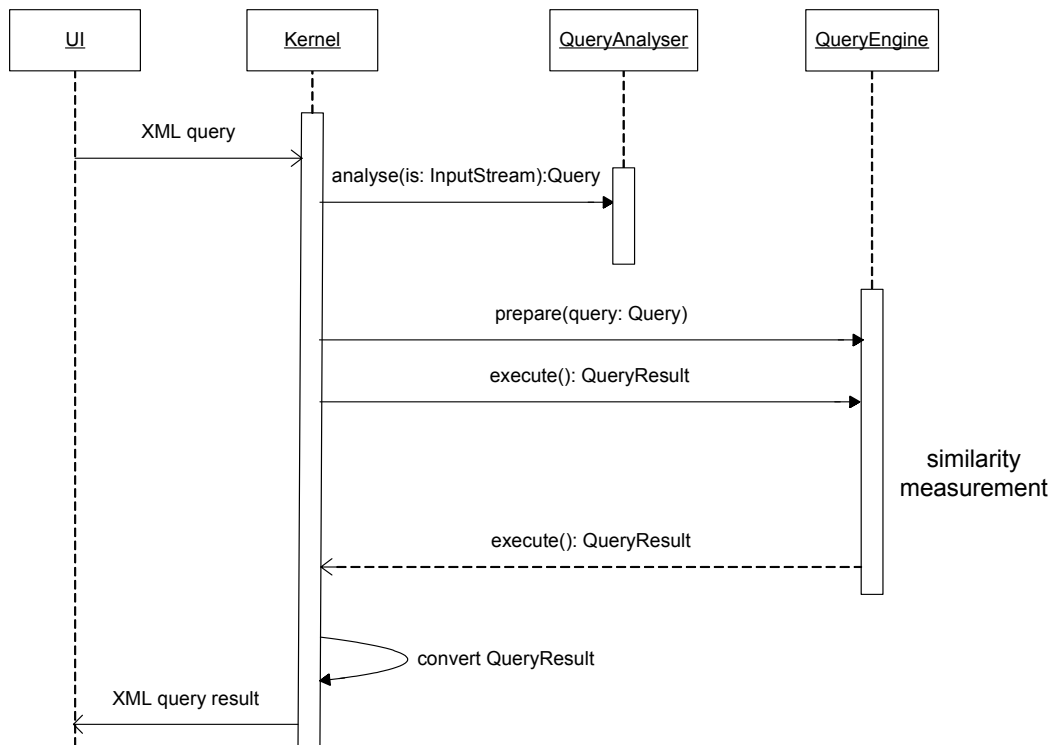 UI
Kernel
QueryAnalyser
QueryEngine
XML query
analyse(is: InputStream):Query
prepare(query: Query)
execute(): QueryResult
similarity
measurement
execute(): QueryResult
convert QueryResult
XML query result